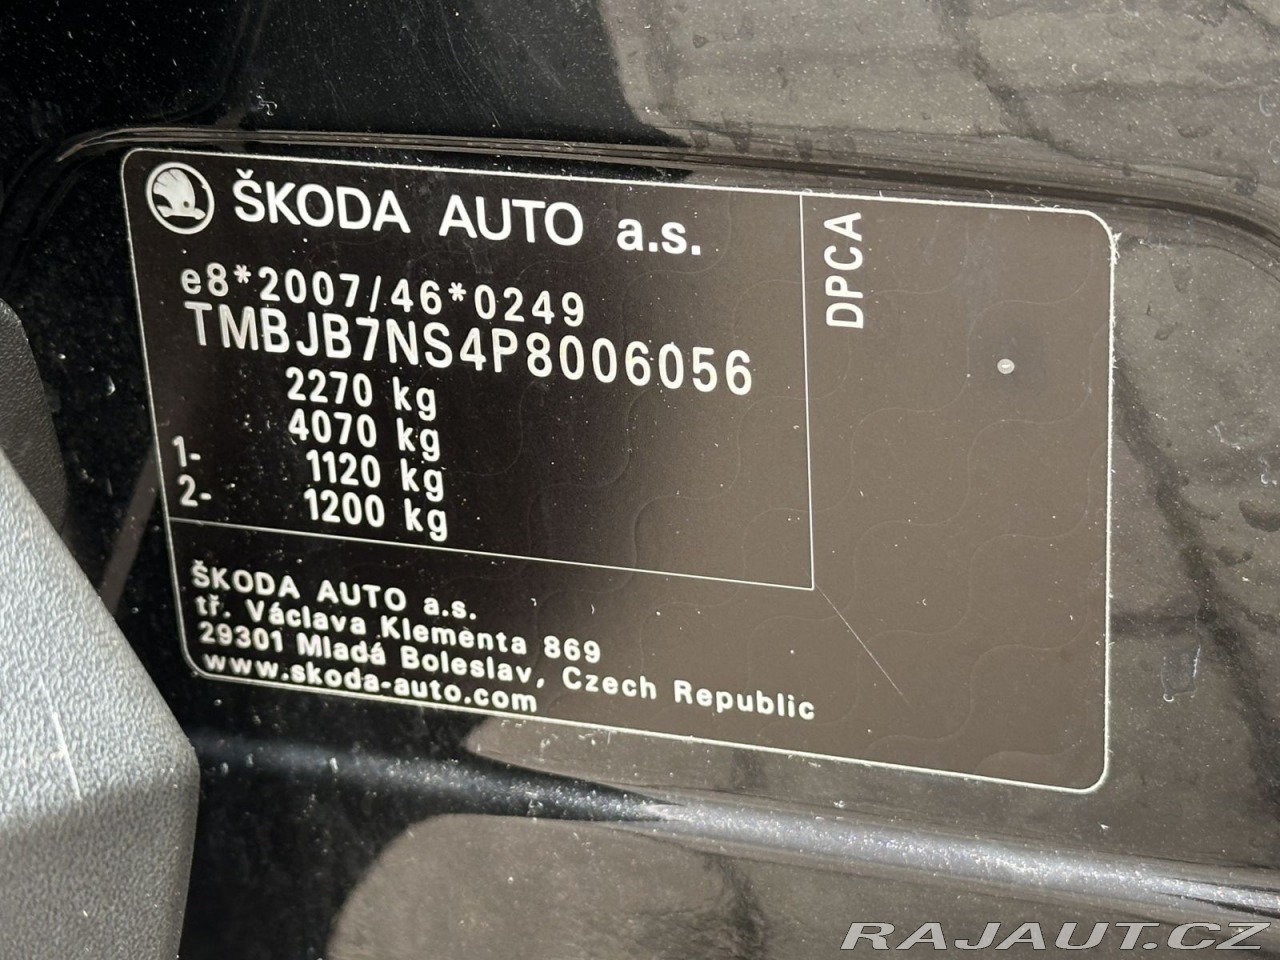 ŠKODA AUTO a.s.
e8*2007/46*0249
TMBJB7NS4P8006056
2270 kg
4070 kg
1- 1120 kg
2- 1200 kg
DPCA
ŠKODA AUTO a.s.
tř. Václava Klementa 869
29301 Mladá Boleslav, Czech Republic
www.skoda-auto.com
RAJAUT.CZ